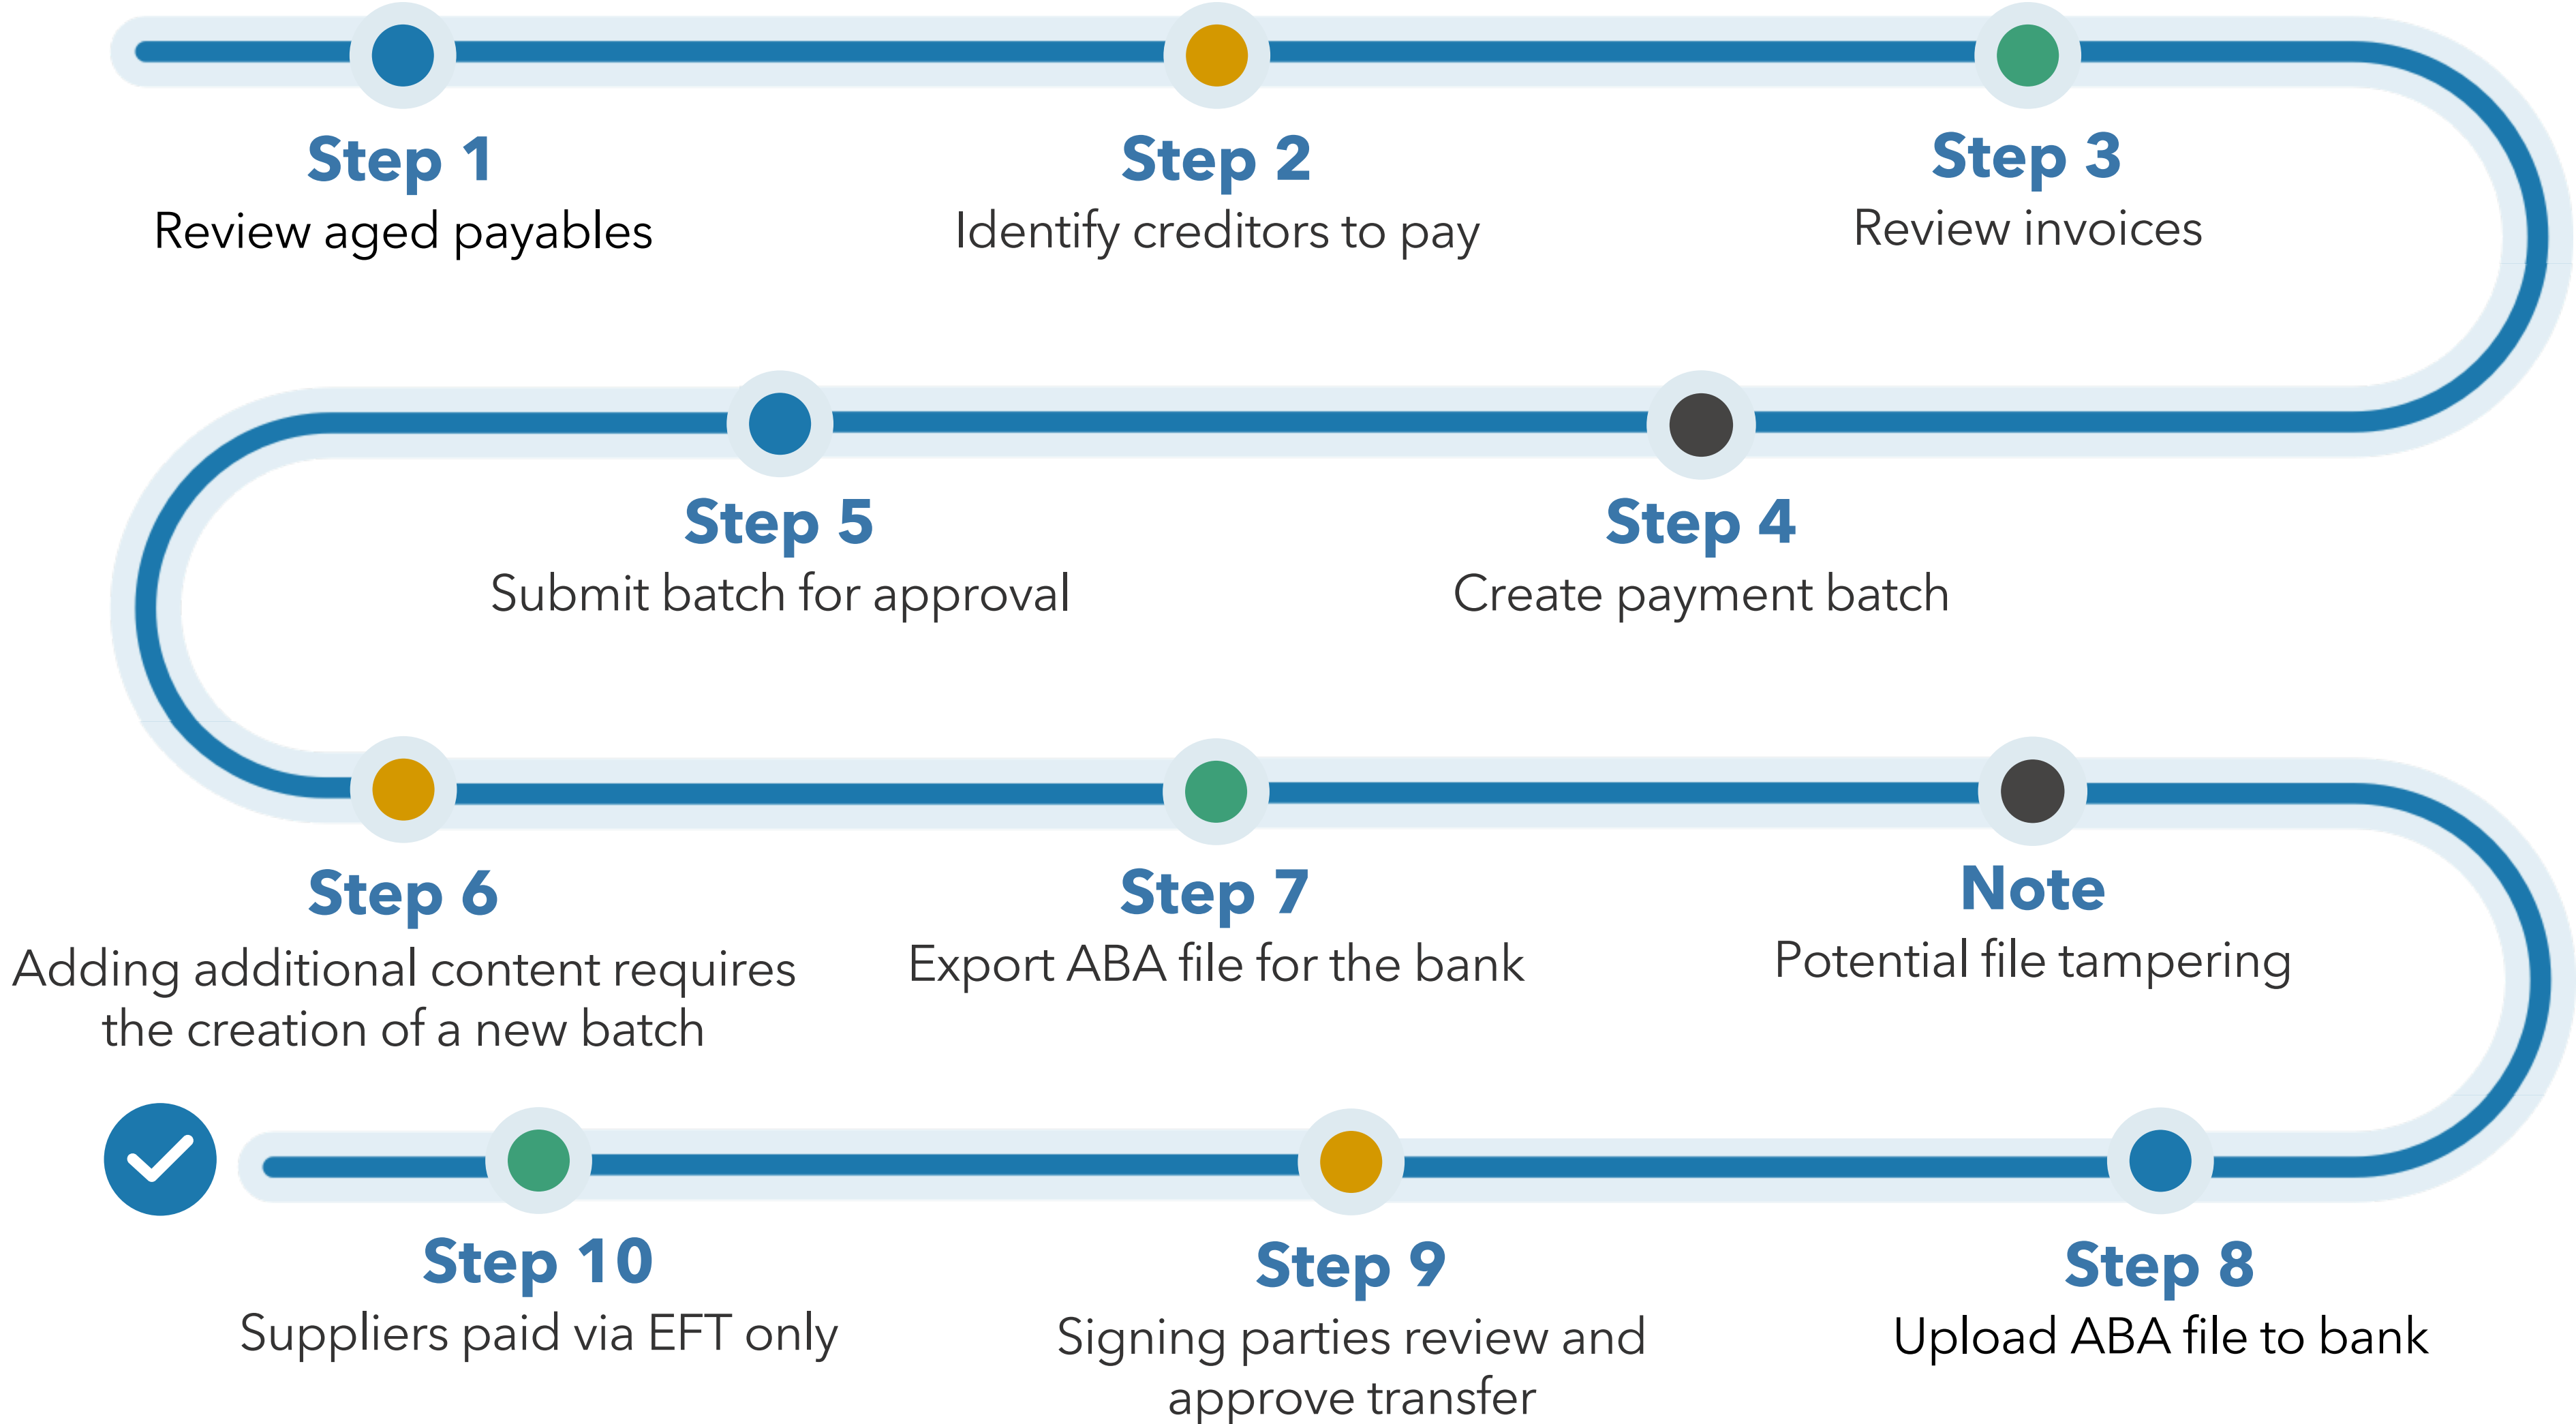 Step 1
Review aged payables
Step 2
Identify creditors to pay
Step 3
Review invoices
Step 4
Create payment batch
Step 5
Submit batch for approval
Step 6
Adding additional content requires
the creation of a new batch
Step 7
Export ABA file for the bank
Note
Potential file tampering
Step 8
Upload ABA file to bank
Step 9
Signing parties review and
approve transfer
Step 10
Suppliers paid via EFT only